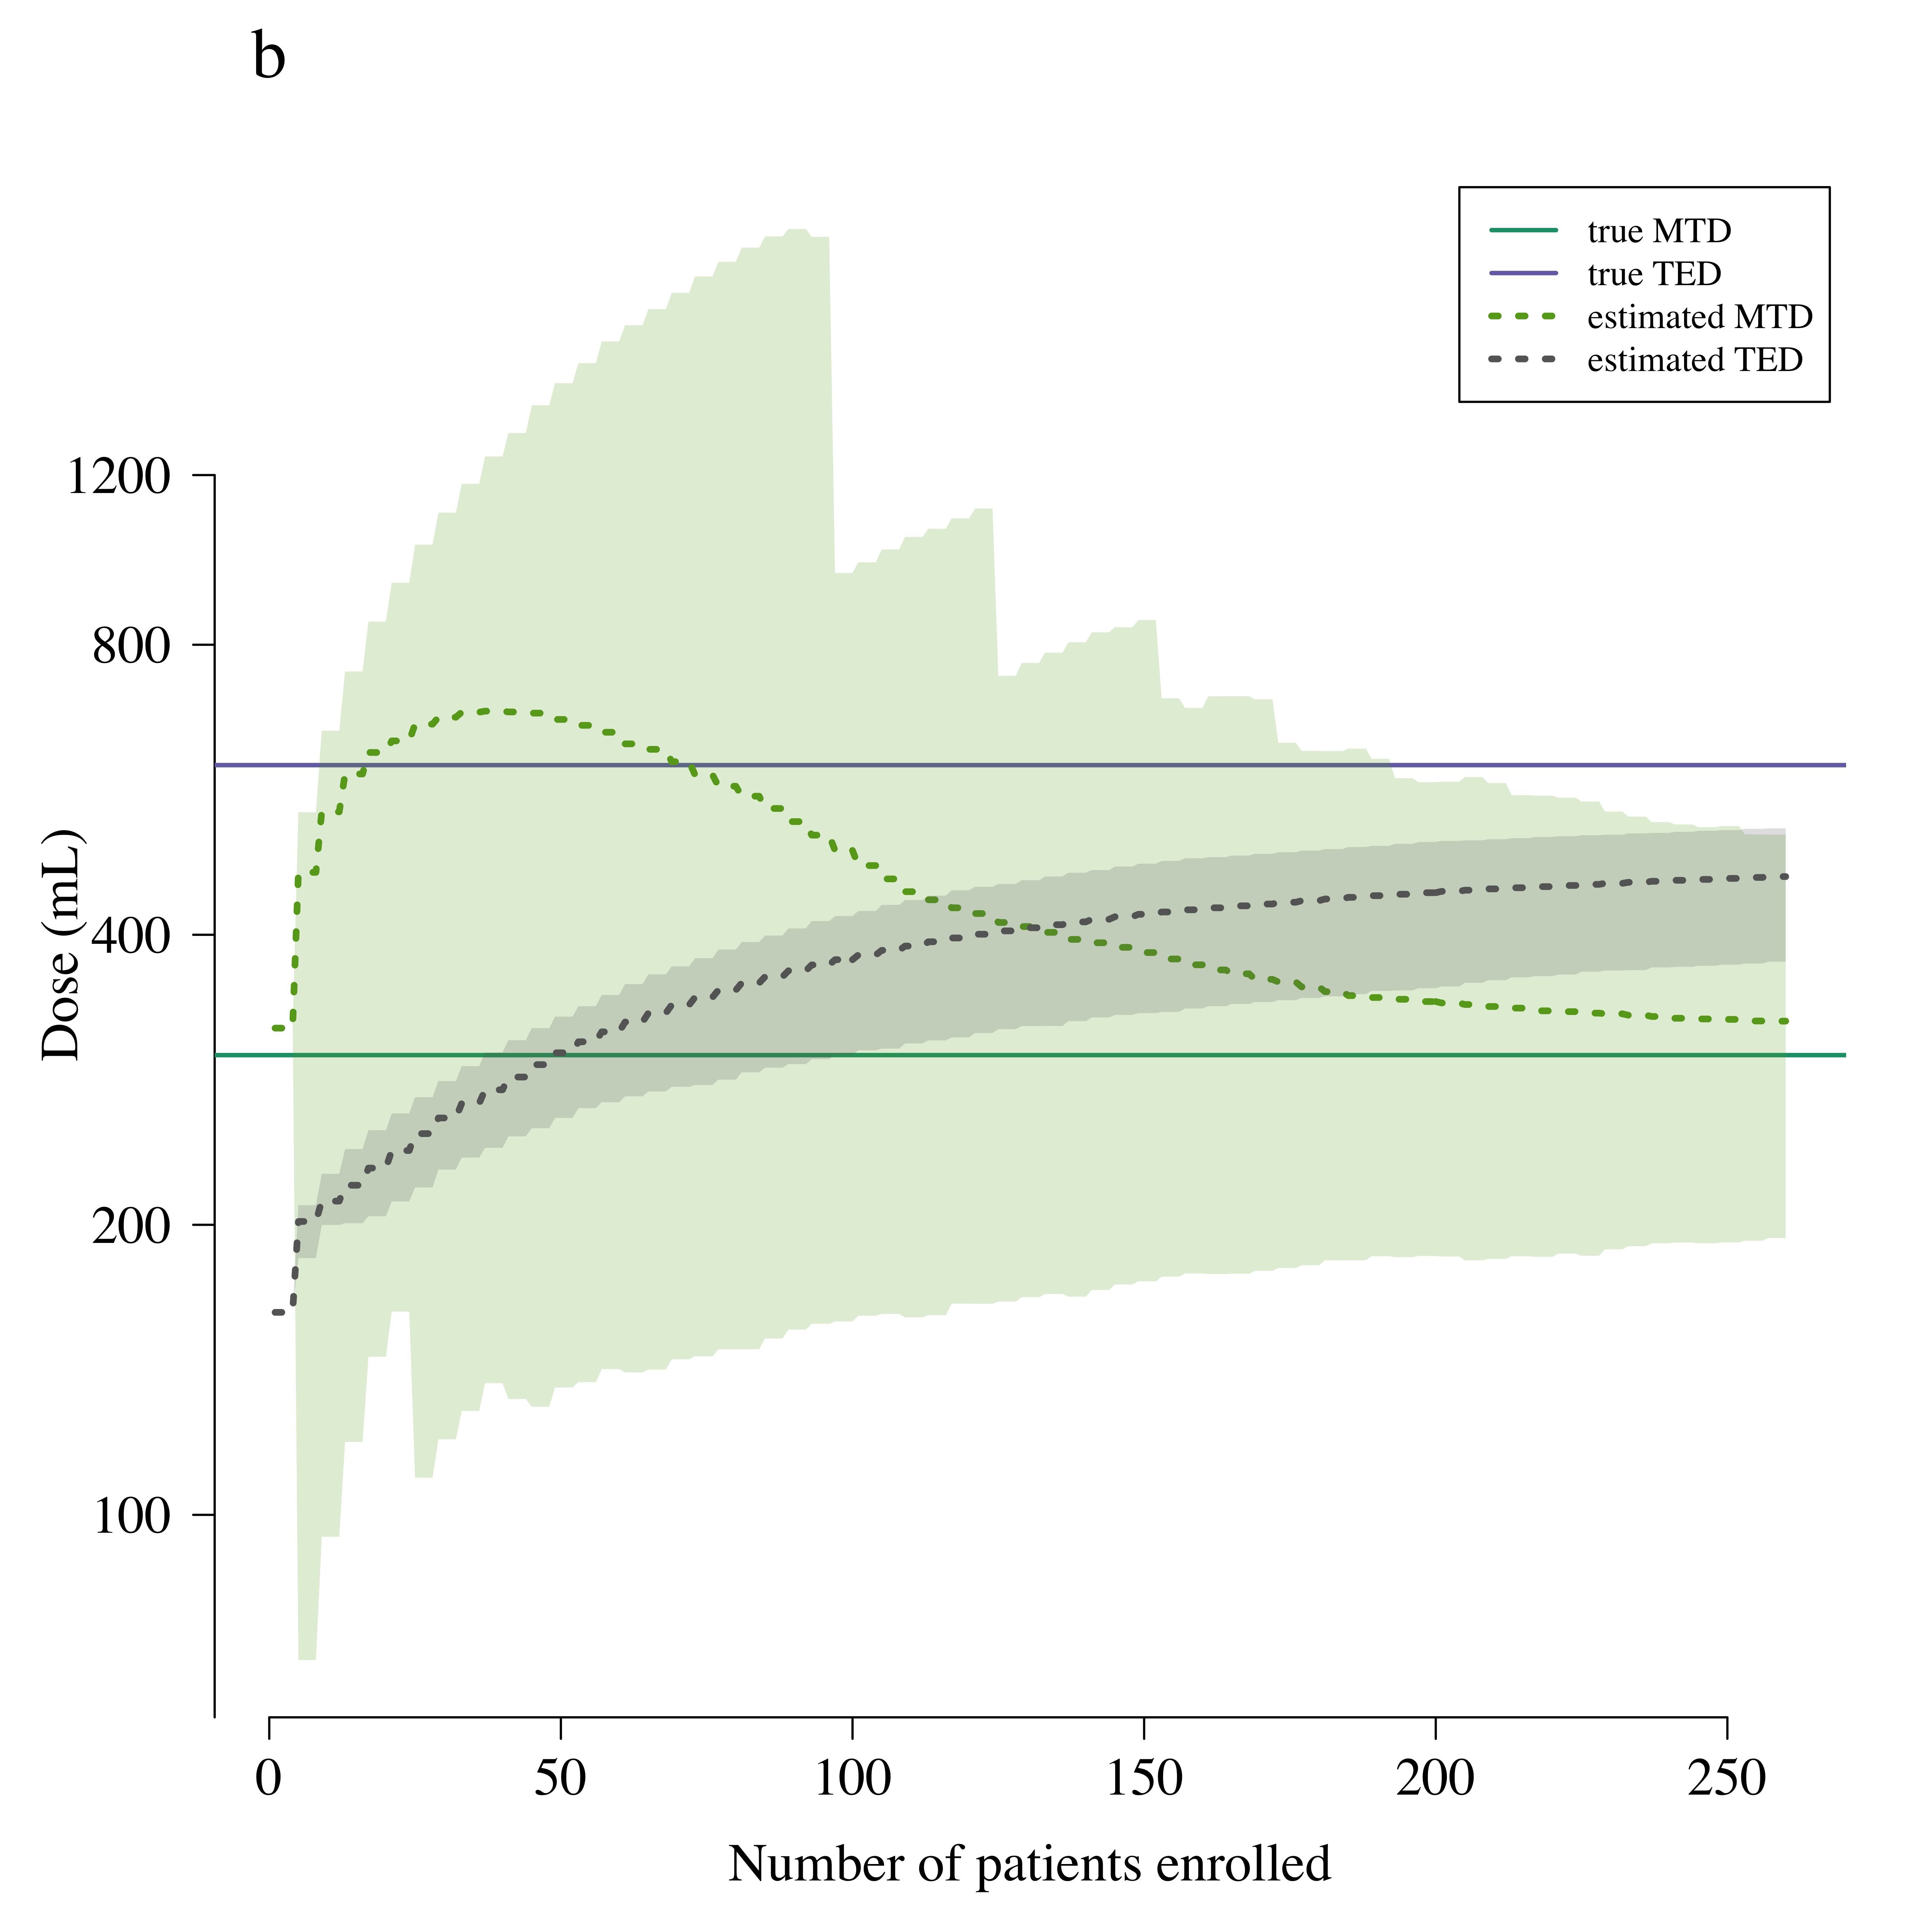 b
true MTD
true TED
estimated MTD
estimated TED
Dose (mL)
1200
800
400
200
100
0 50 100 150 200 250
Number of patients enrolled